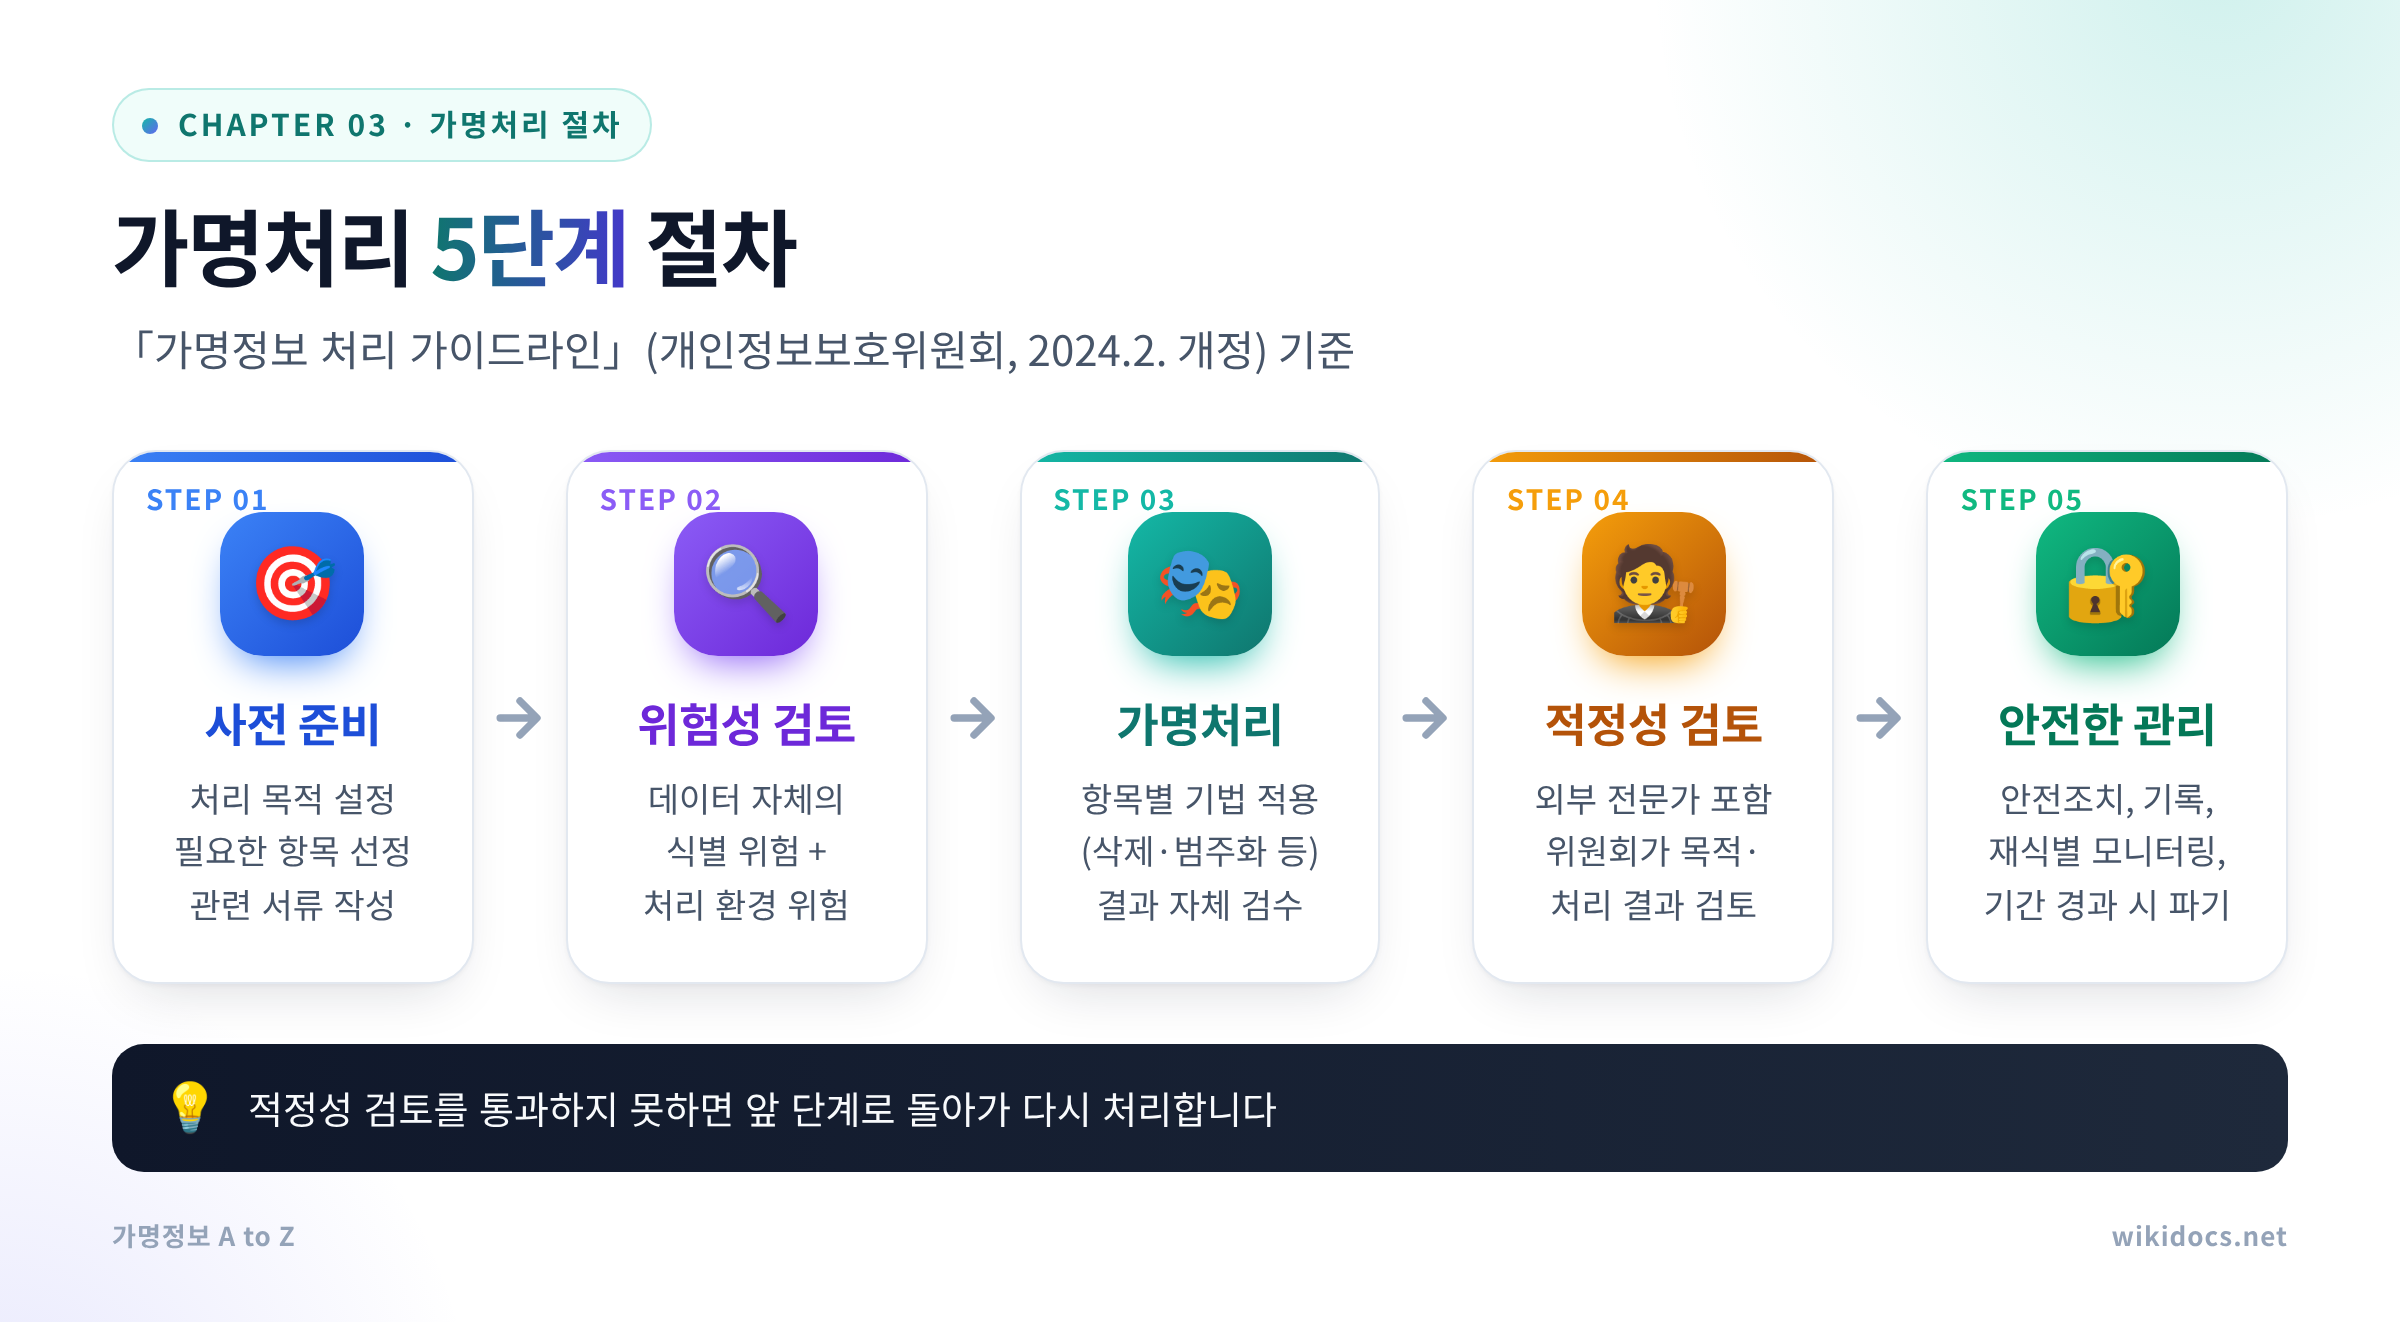 CHAPTER 03 · 가명처리 절차
가명처리 5단계 절차
「가명정보 처리 가이드라인」(개인정보보호위원회, 2024.2. 개정) 기준
STEP 01
사전 준비
처리 목적 설정
필요한 항목 선정
관련 서류 작성
STEP 02
위험성 검토
데이터 자체의
식별 위험 +
처리 환경 위험
STEP 03
가명처리
항목별 기법 적용
(삭제·범주화 등)
결과 자체 검수
STEP 04
적정성 검토
외부 전문가 포함
위원회가 목적·
처리 결과 검토
STEP 05
안전한 관리
안전조치, 기록,
재식별 모니터링,
기간 경과 시 파기
적정성 검토를 통과하지 못하면 앞 단계로 돌아가 다시 처리합니다
가명정보 A to Z
wikidocs.net